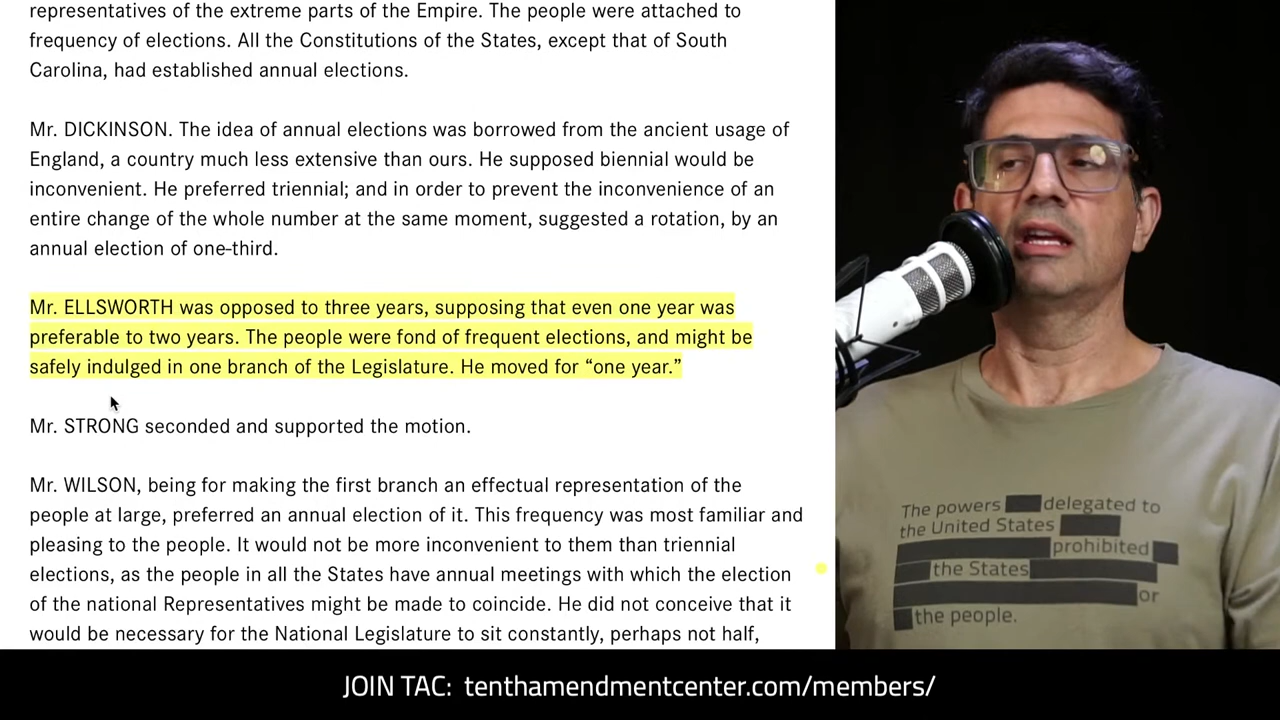 representatives of the extreme parts of the Empire. The people were attached to
frequency of elections. All the Constitutions of the States, except that of South
Carolina, had established annual elections.
Mr. DICKINSON. The idea of annual elections was borrowed from the ancient usage of
England, a country much less extensive than ours. He supposed biennial would be
inconvenient. He preferred triennial; and in order to prevent the inconvenience of an
entire change of the whole number at the same moment, suggested a rotation, by an
annual election of one-third.
Mr. ELLSWORTH was opposed to three years, supposing that even one year was
preferable to two years. The people were fond of frequent elections, and might be
safely indulged in one branch of the Legislature. He moved for “one year.”
Mr. STRONG seconded and supported the motion.
Mr. WILSON, being for making the first branch an effectual representation of the
people at large, preferred an annual election of it. This frequency was most familiar and
pleasing to the people. It would not be more inconvenient to them than triennial
elections, as the people in all the States have annual meetings with which the election
of the national Representatives might be made to coincide. He did not conceive that it
would be necessary for the National Legislature to sit constantly, perhaps not half,
The powers delegated to
the United States
prohibited
the States
or
the people.
JOIN TAC: tenthamendmentcenter.com/members/